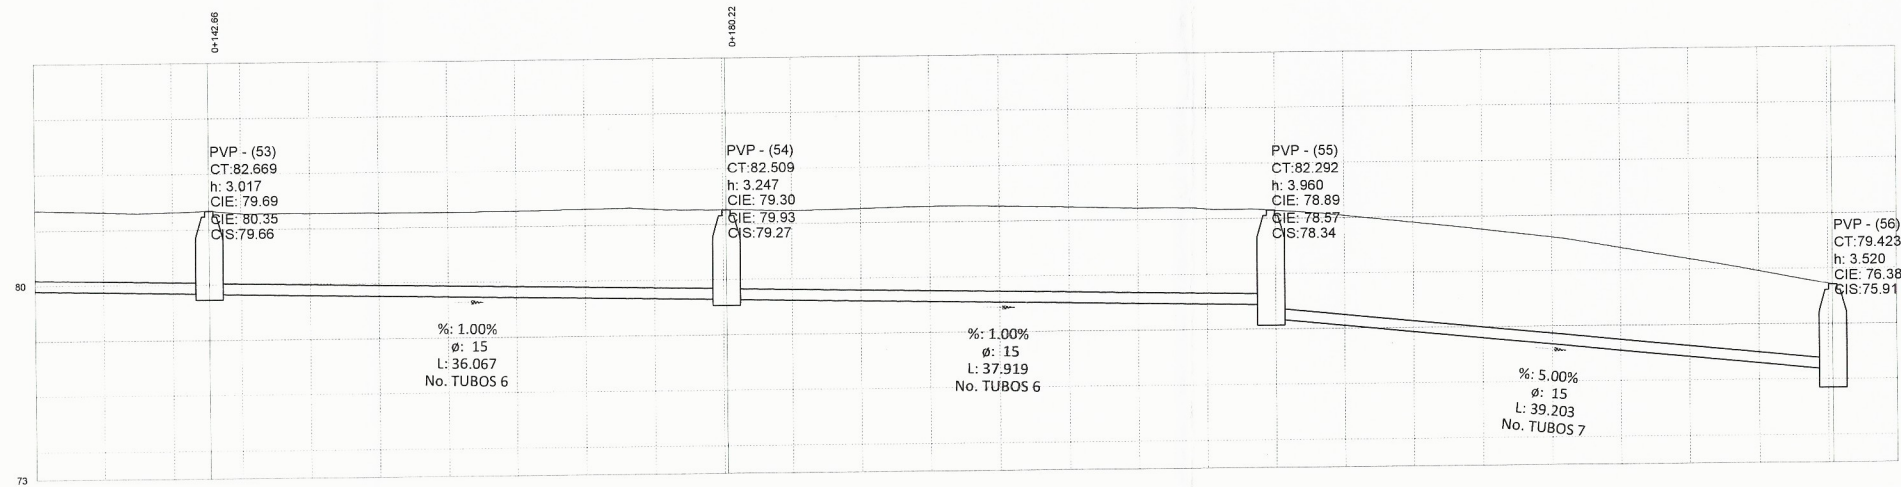 0+142.66
0+180.22
PVP - (53)
CT:82.669
h: 3.017
CIE: 79.69
CIE: 80.35
CIS:79.66
PVP - (54)
CT:82.509
h: 3.247
CIE: 79.30
CIE: 79.93
CIS:79.27
PVP - (55)
CT:82.292
h: 3.960
CIE: 78.89
CIE: 78.57
CIS:78.34
PVP - (56)
CT:79.423
h: 3.520
CIE: 76.38
CIS:75.91
80
%: 1.00%
ø: 15
L: 36.067
No. TUBOS 6
%: 1.00%
ø: 15
L: 37.919
No. TUBOS 6
%: 5.00%
ø: 15
L: 39.203
No. TUBOS 7
73